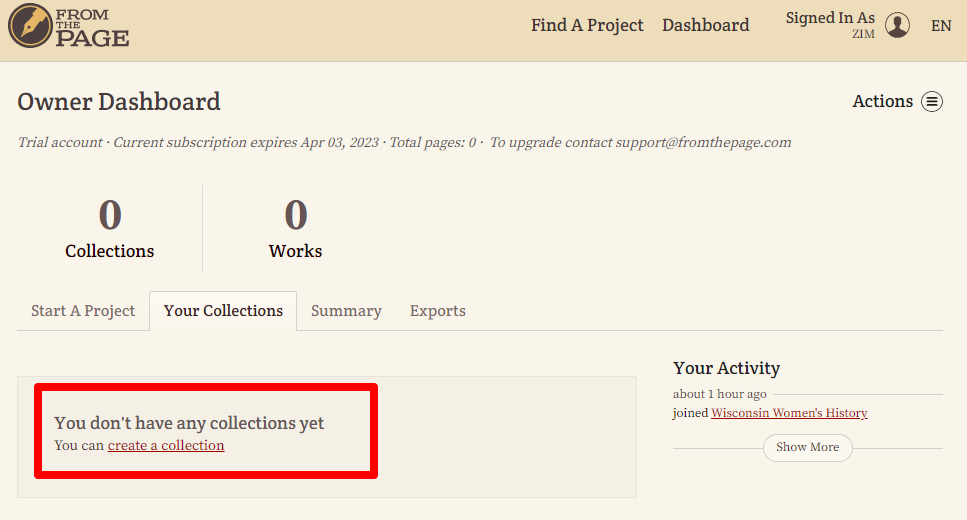 FROM
THE
PAGE
Find A Project
Dashboard
Signed In As
ZIM
EN
Owner Dashboard
Actions
Trial account · Current subscription expires Apr 03, 2023 · Total pages: 0 · To upgrade contact support@fromthepage.com
0
Collections
0
Works
Start A Project
Your Collections
Summary
Exports
You don't have any collections yet
You can create a collection
Your Activity
about 1 hour ago
joined Wisconsin Women's History
Show More